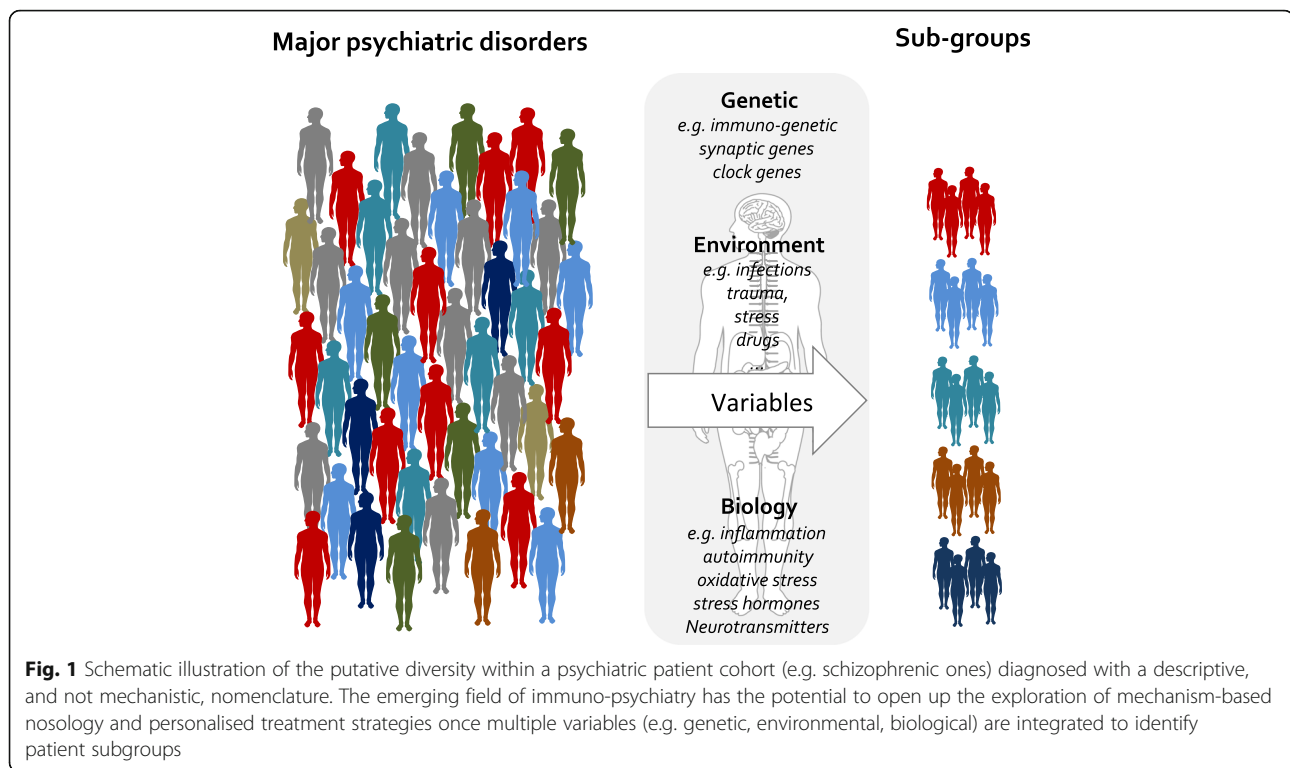 Major psychiatric disorders
Sub-groups
Genetic
e.g. immuno-genetic
synaptic genes
clock genes
Environment
e.g. infections
trauma,
stress
drugs
...
Variables
Biology
e.g. inflammation
autoimmunity
oxidative stress
stress hormones
Neurotransmitters
Fig. 1 Schematic illustration of the putative diversity within a psychiatric patient cohort (e.g. schizophrenic ones) diagnosed with a descriptive,
and not mechanistic, nomenclature. The emerging field of immuno-psychiatry has the potential to open up the exploration of mechanism-based
nosology and personalised treatment strategies once multiple variables (e.g. genetic, environmental, biological) are integrated to identify
patient subgroups